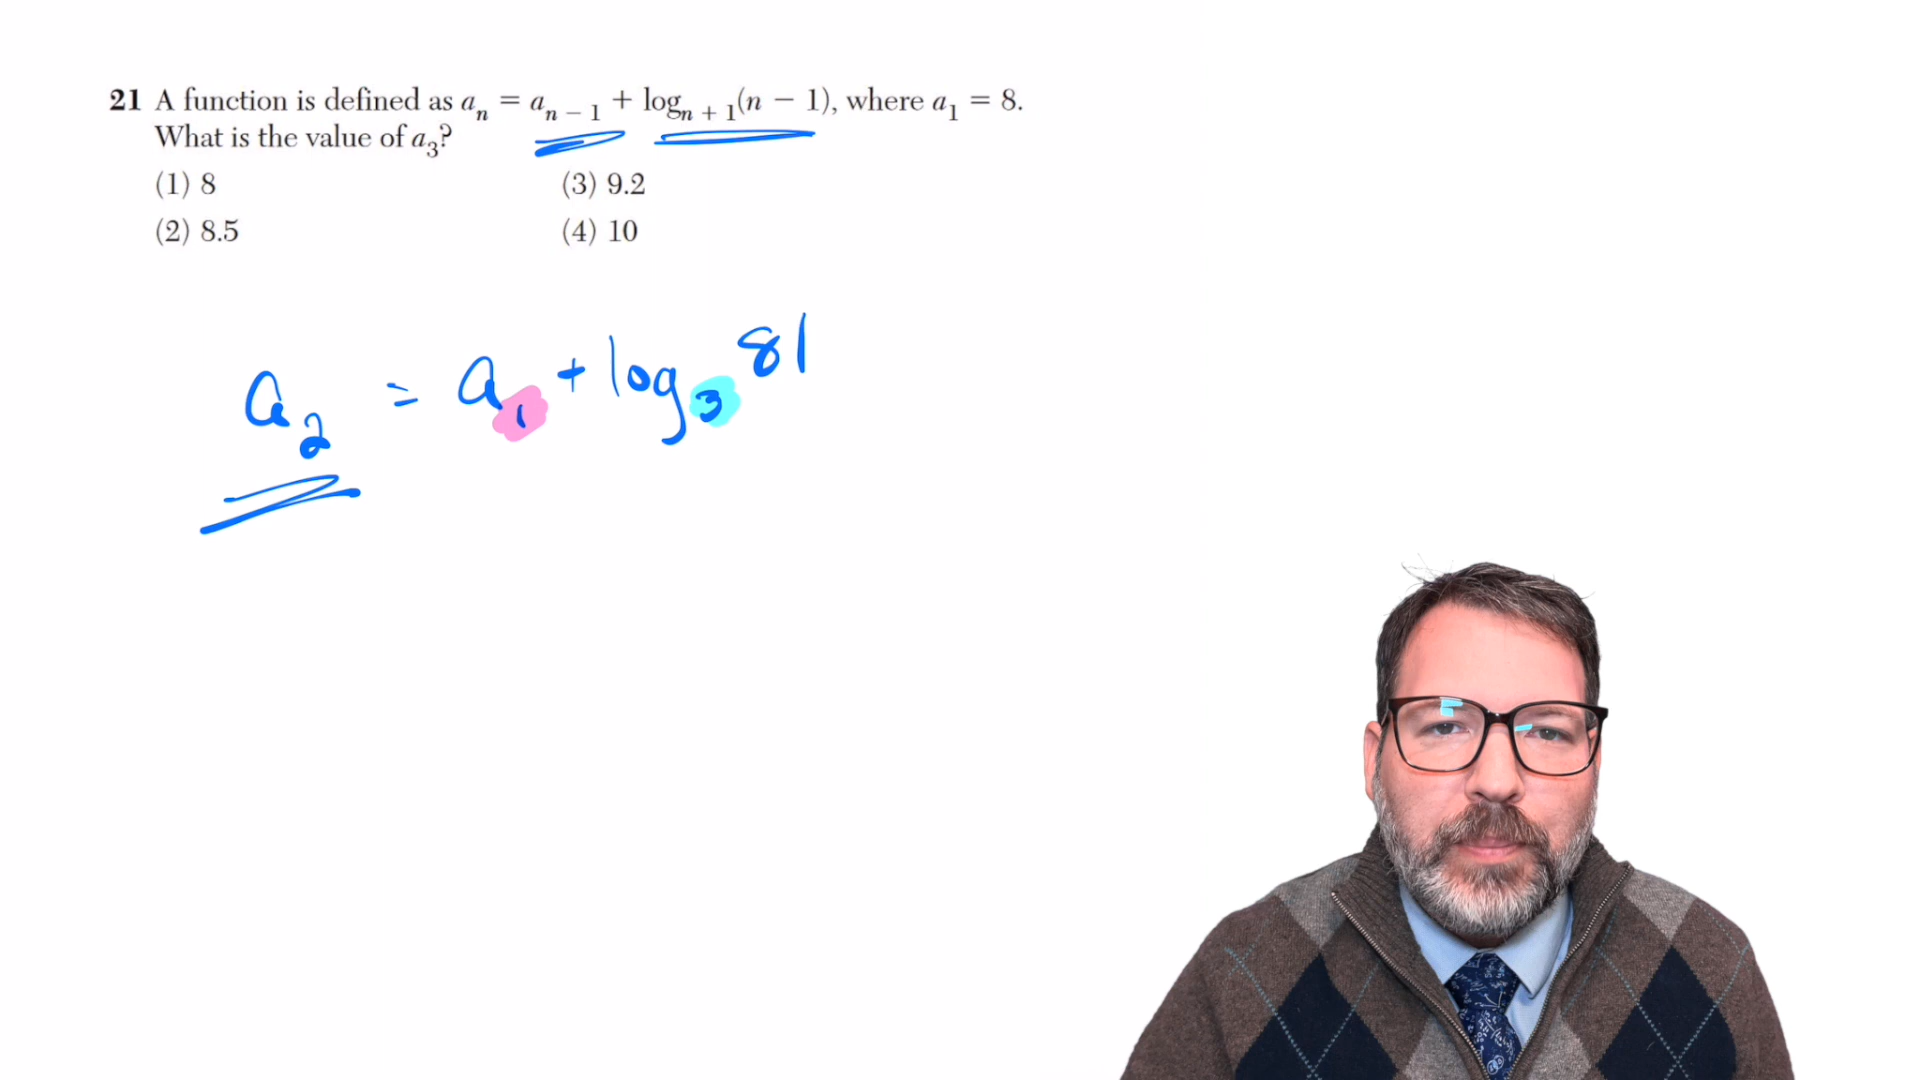 21 A function is defined as aₙ = aₙ ₋ ₁ + logₙ ₊ ₁(n − 1), where a₁ = 8.
What is the value of a₃?
(1) 8 (3) 9.2
(2) 8.5 (4) 10
a₂ = a₁ + log₃ 81